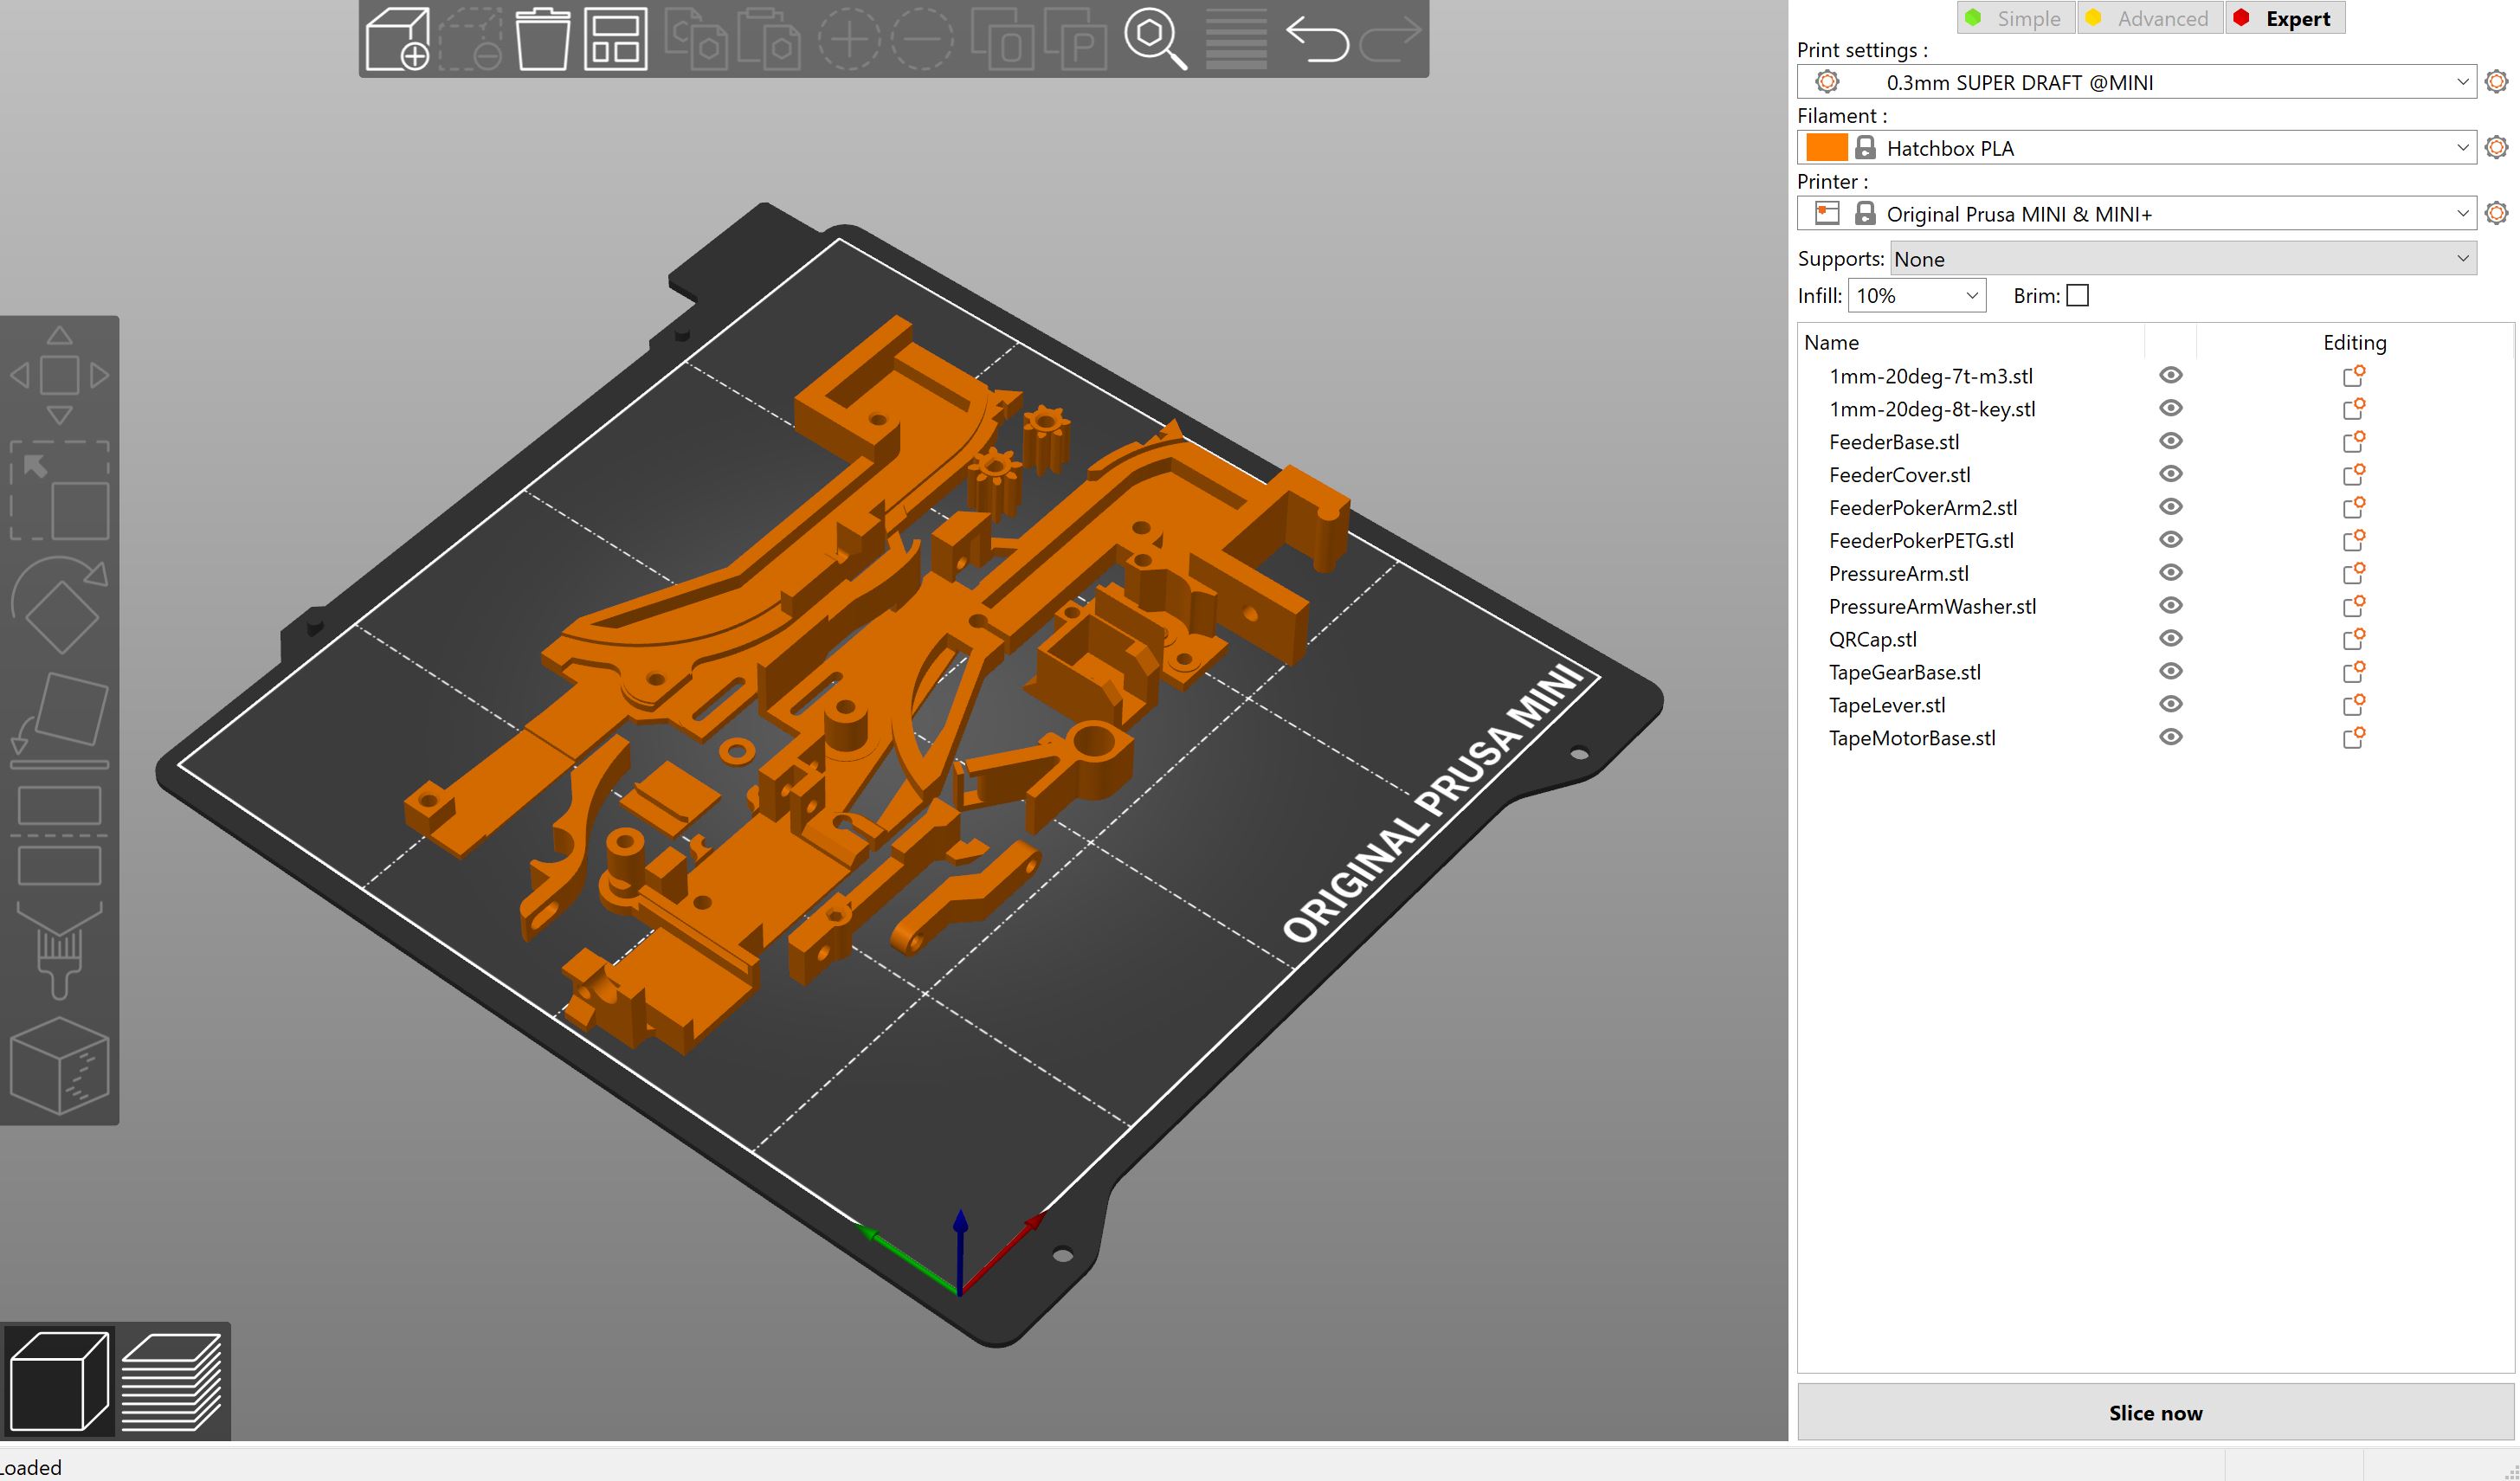 Simple
Advanced
Expert
Print settings :
0.3mm SUPER DRAFT @MINI
Filament :
Hatchbox PLA
Printer :
Original Prusa MINI & MINI+
Supports: None
Infill: 10% Brim:
Name Editing
1mm-20deg-7t-m3.stl
1mm-20deg-8t-key.stl
FeederBase.stl
FeederCover.stl
FeederPokerArm2.stl
FeederPokerPETG.stl
PressureArm.stl
PressureArmWasher.stl
QRCap.stl
TapeGearBase.stl
TapeLever.stl
TapeMotorBase.stl
ORIGINAL PRUSA MINI
Slice now
Loaded